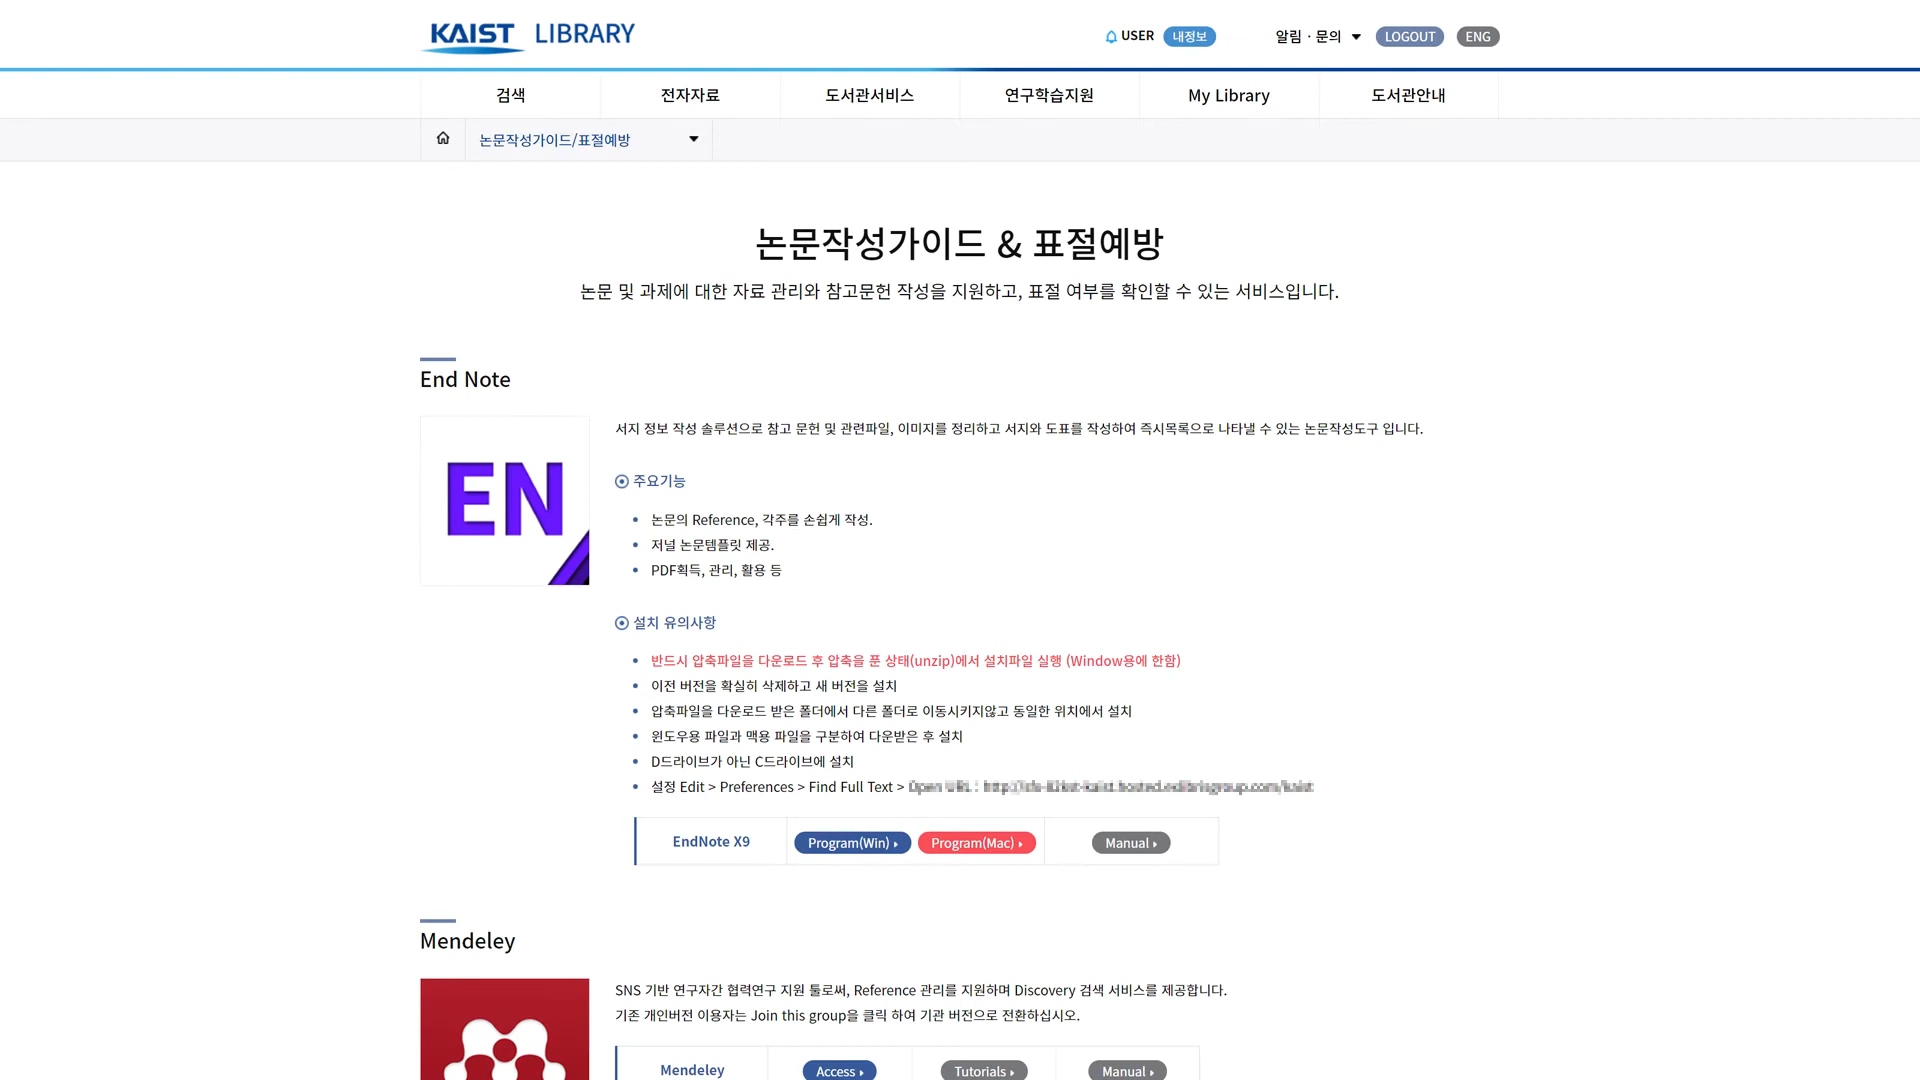 KAIST LIBRARY
USER 내정보 알림 · 문의 LOGOUT ENG
검색 전자자료 도서관서비스 연구학습지원 My Library 도서관안내
논문작성가이드/표절예방
논문작성가이드 & 표절예방
논문 및 과제에 대한 자료 관리와 참고문헌 작성을 지원하고, 표절 여부를 확인할 수 있는 서비스입니다.
End Note
EN
서지 정보 작성 솔루션으로 참고 문헌 및 관련파일, 이미지를 정리하고 서지와 도표를 작성하여 즉시목록으로 나타낼 수 있는 논문작성도구 입니다.
주요기능
논문의 Reference, 각주를 손쉽게 작성.
저널 논문템플릿 제공.
PDF획득, 관리, 활용 등
설치 유의사항
반드시 압축파일을 다운로드 후 압축을 푼 상태(unzip)에서 설치파일 실행 (Window용에 한함)
이전 버전을 확실히 삭제하고 새 버전을 설치
압축파일을 다운로드 받은 폴더에서 다른 폴더로 이동시키지않고 동일한 위치에서 설치
윈도우용 파일과 맥용 파일을 구분하여 다운받은 후 설치
D드라이브가 아닌 C드라이브에 설치
설정 Edit > Preferences > Find Full Text >
EndNote X9 Program(Win) Program(Mac) Manual
Mendeley
SNS 기반 연구자간 협력연구 지원 툴로써, Reference 관리를 지원하며 Discovery 검색 서비스를 제공합니다.
기존 개인버전 이용자는 Join this group을 클릭 하여 기관 버전으로 전환하십시오.
Mendeley Access Tutorials Manual